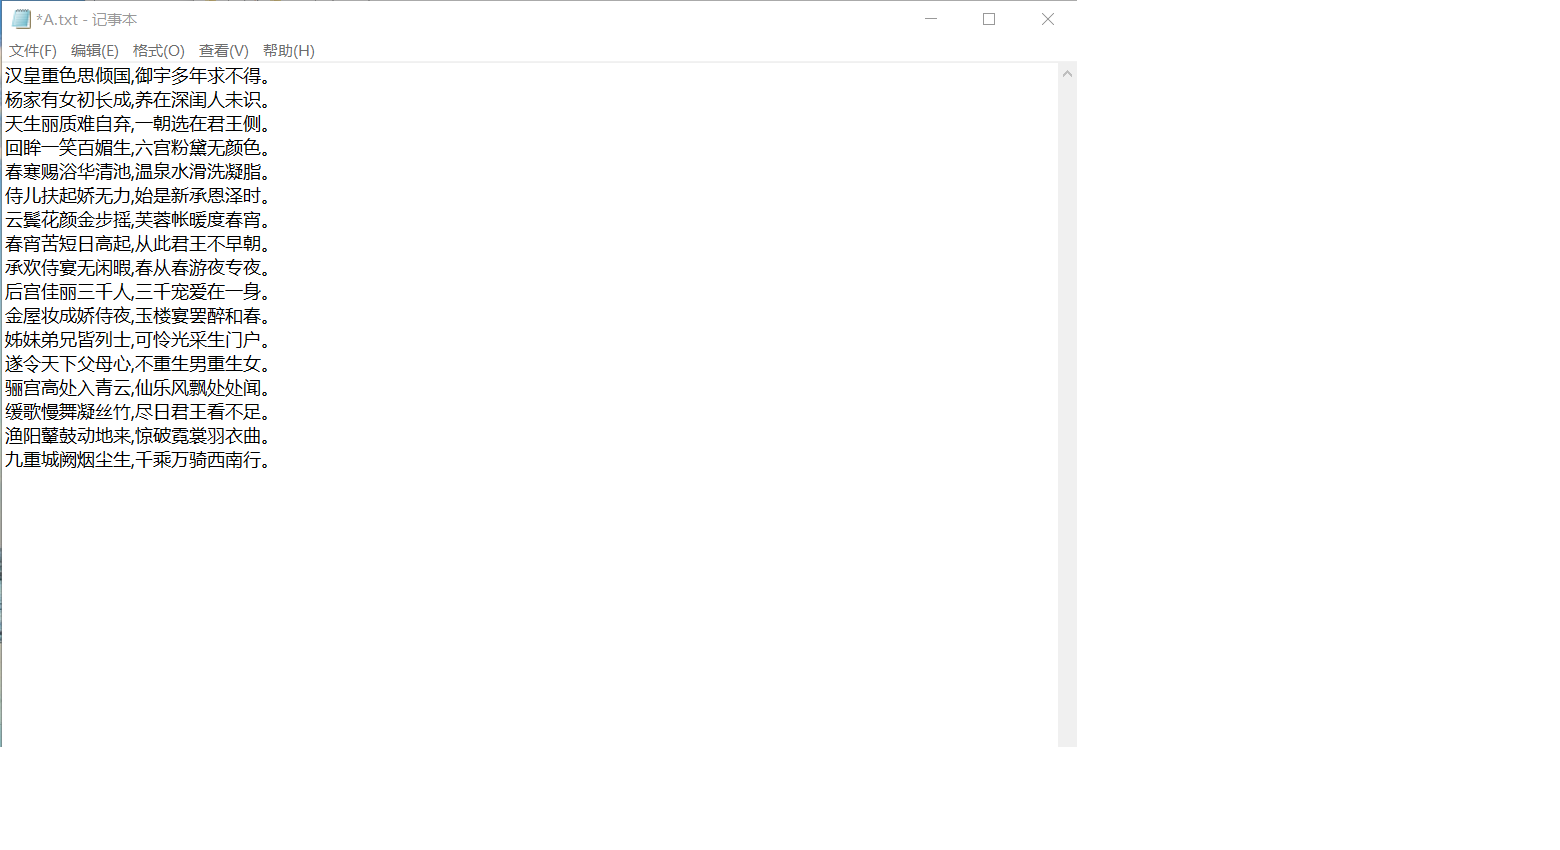 *A.txt - 记事本
文件(F) 编辑(E) 格式(O) 查看(V) 帮助(H)
汉皇重色思倾国,御宇多年求不得。
杨家有女初长成,养在深闺人未识。
天生丽质难自弃,一朝选在君王侧。
回眸一笑百媚生,六宫粉黛无颜色。
春寒赐浴华清池,温泉水滑洗凝脂。
侍儿扶起娇无力,始是新承恩泽时。
云鬓花颜金步摇,芙蓉帐暖度春宵。
春宵苦短日高起,从此君王不早朝。
承欢侍宴无闲暇,春从春游夜专夜。
后宫佳丽三千人,三千宠爱在一身。
金屋妆成娇侍夜,玉楼宴罢醉和春。
姊妹弟兄皆列士,可怜光采生门户。
遂令天下父母心,不重生男重生女。
骊宫高处入青云,仙乐风飘处处闻。
缓歌慢舞凝丝竹,尽日君王看不足。
渔阳鼙鼓动地来,惊破霓裳羽衣曲。
九重城阙烟尘生,千乘万骑西南行。